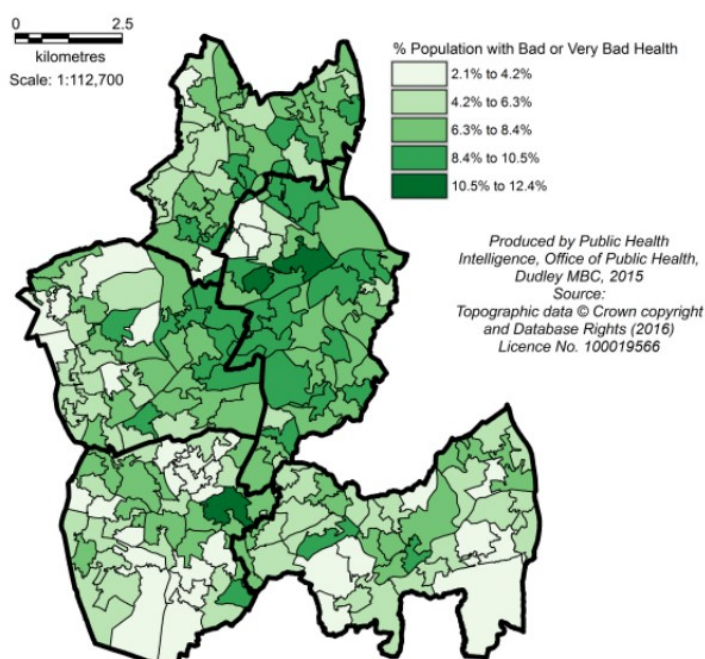 0 2.5
kilometres
Scale: 1:112,700
% Population with Bad or Very Bad Health
2.1% to 4.2%
4.2% to 6.3%
6.3% to 8.4%
8.4% to 10.5%
10.5% to 12.4%
Produced by Public Health
Intelligence, Office of Public Health,
Dudley MBC, 2015
Source:
Topographic data © Crown copyright
and Database Rights (2016)
Licence No. 100019566